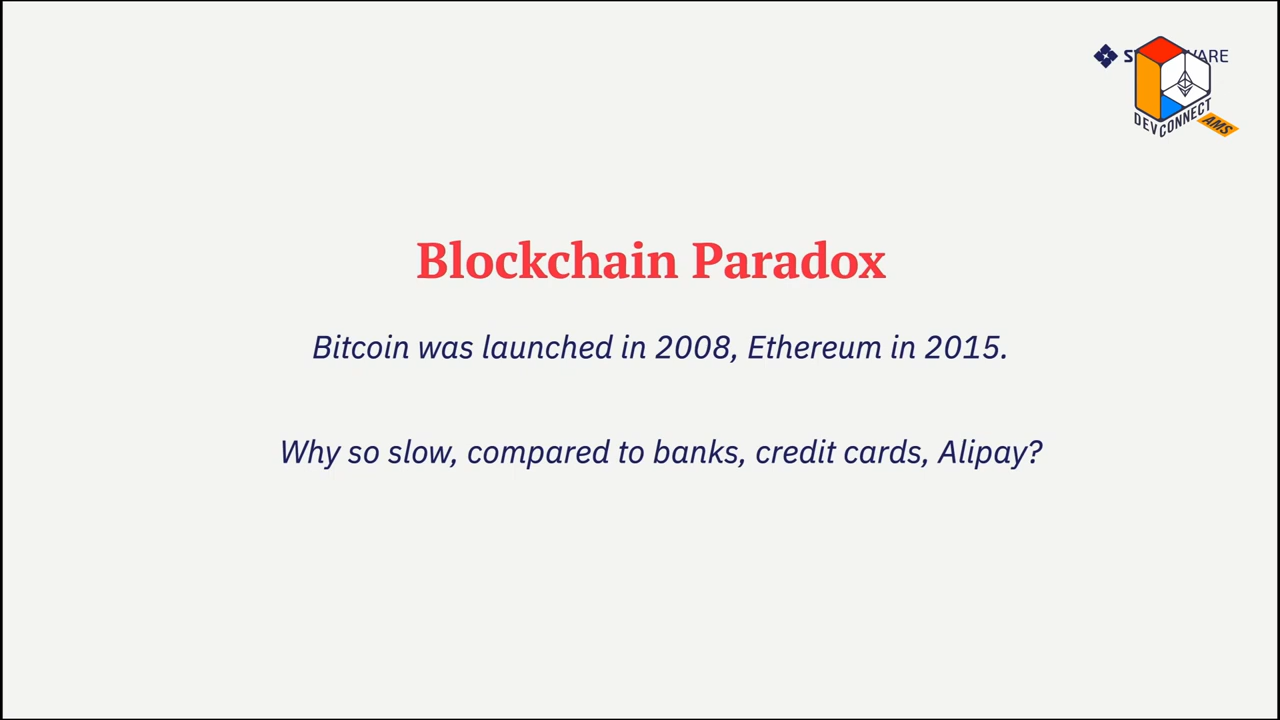 DEVCONNECT
AMS
Blockchain Paradox
Bitcoin was launched in 2008, Ethereum in 2015.
Why so slow, compared to banks, credit cards, Alipay?